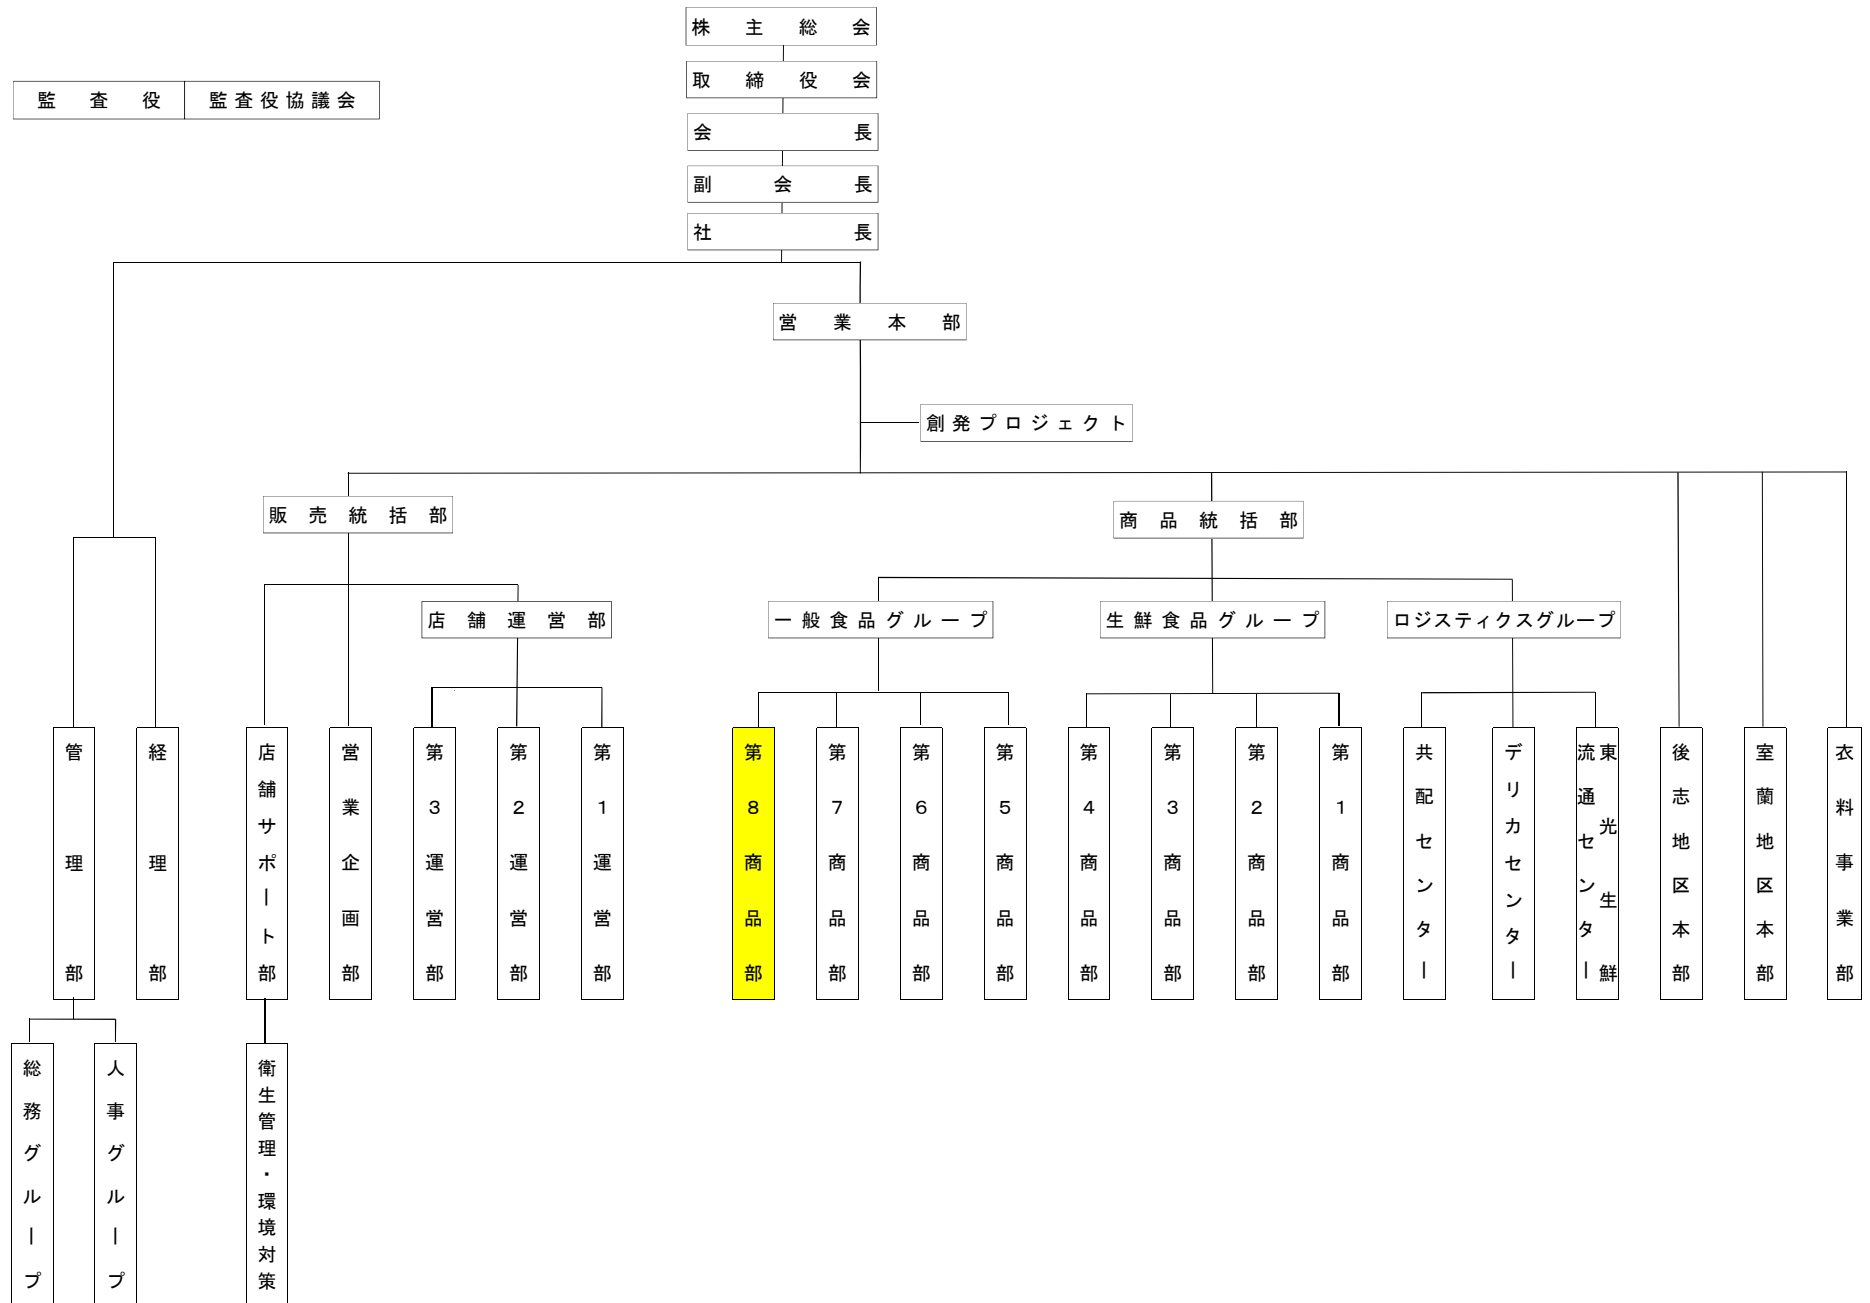 株主総会
取締役会
監査役 監査役協議会
会長
副会長
社長
営業本部
創発プロジェクト
販売統括部
商品統括部
店舗運営部
一般食品グループ
生鮮食品グループ
ロジスティクスグループ
管理部
経理部
店舗サポート部
営業企画部
第3運営部
第2運営部
第1運営部
第8商品部
第7商品部
第6商品部
第5商品部
第4商品部
第3商品部
第2商品部
第1商品部
共配センター
デリカセンター
東光生鮮
流通センター
後志地区本部
室蘭地区本部
衣料事業部
総務グループ
人事グループ
衛生管理・環境対策